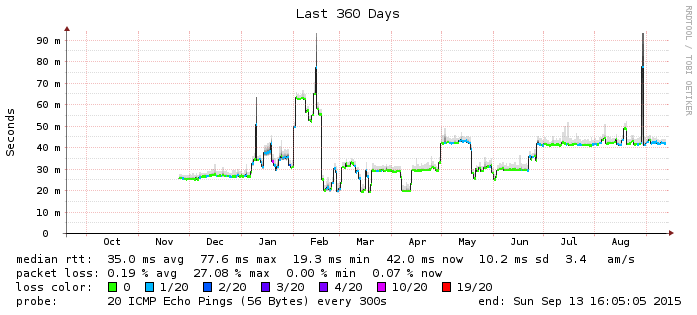 Last 360 Days
RRDTOOL / TOBI OETIKER
Seconds
90 m
80 m
70 m
60 m
50 m
40 m
30 m
20 m
10 m
0
Oct Nov Dec Jan Feb Mar Apr May Jun Jul Aug
median rtt: 35.0 ms avg 77.6 ms max 19.3 ms min 42.0 ms now 10.2 ms sd 3.4 am/s
packet loss: 0.19 % avg 27.08 % max 0.00 % min 0.07 % now
loss color: 0 1/20 2/20 3/20 4/20 10/20 19/20
probe: 20 ICMP Echo Pings (56 Bytes) every 300s end: Sun Sep 13 16:05:05 2015